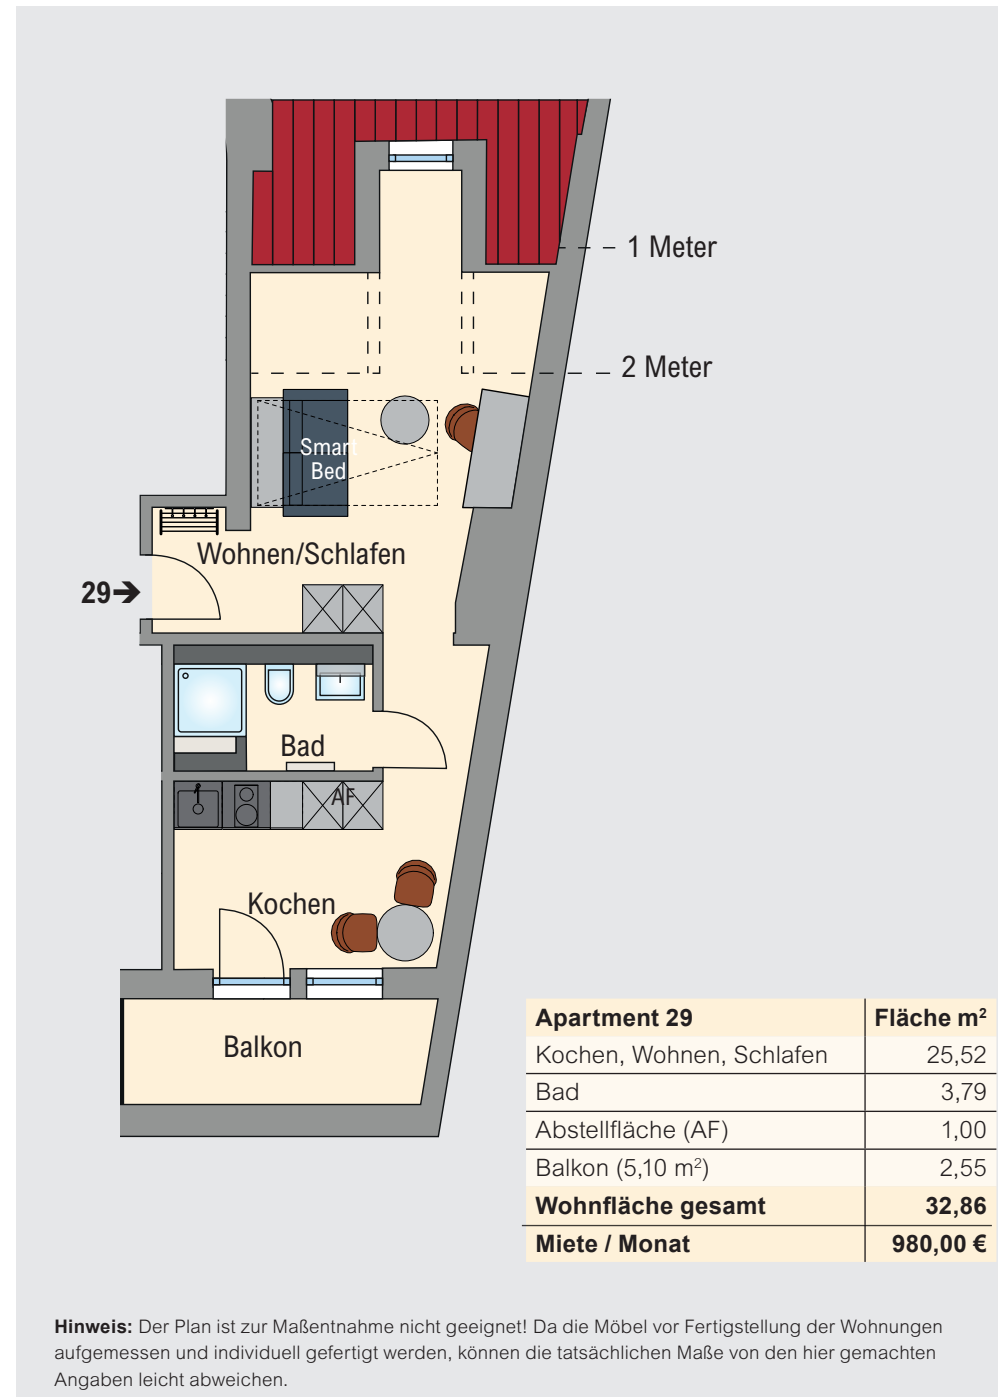 1 Meter
2 Meter
Smart
Bed
Wohnen/Schlafen
29➔
Bad
AF
Kochen
Balkon
Apartment 29 Fläche m²
Kochen, Wohnen, Schlafen 25,52
Bad 3,79
Abstellfläche (AF) 1,00
Balkon (5,10 m²) 2,55
Wohnfläche gesamt 32,86
Miete / Monat 980,00 €
Hinweis: Der Plan ist zur Maßentnahme nicht geeignet! Da die Möbel vor Fertigstellung der Wohnungen
aufgemessen und individuell gefertigt werden, können die tatsächlichen Maße von den hier gemachten
Angaben leicht abweichen.